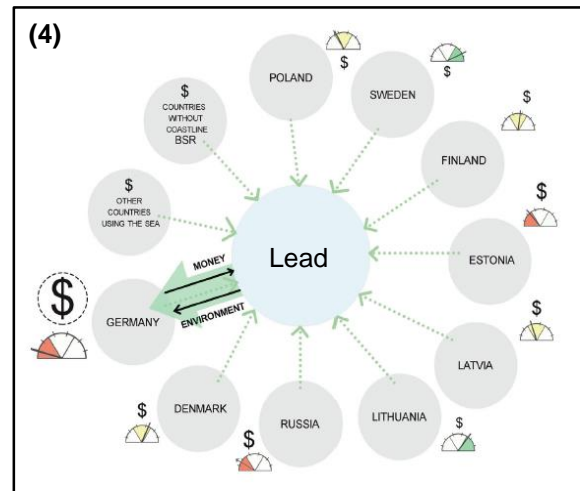 (4)
$
POLAND
$
SWEDEN
$
FINLAND
$
ESTONIA
$
LATVIA
$
LITHUANIA
RUSSIA
$
DENMARK
$
GERMANY
$
$
OTHER
COUNTRIES
USING THE SEA
$
COUNTRIES
WITHOUT
COASTLINE
BSR
Lead
MONEY
ENVIRONMENT